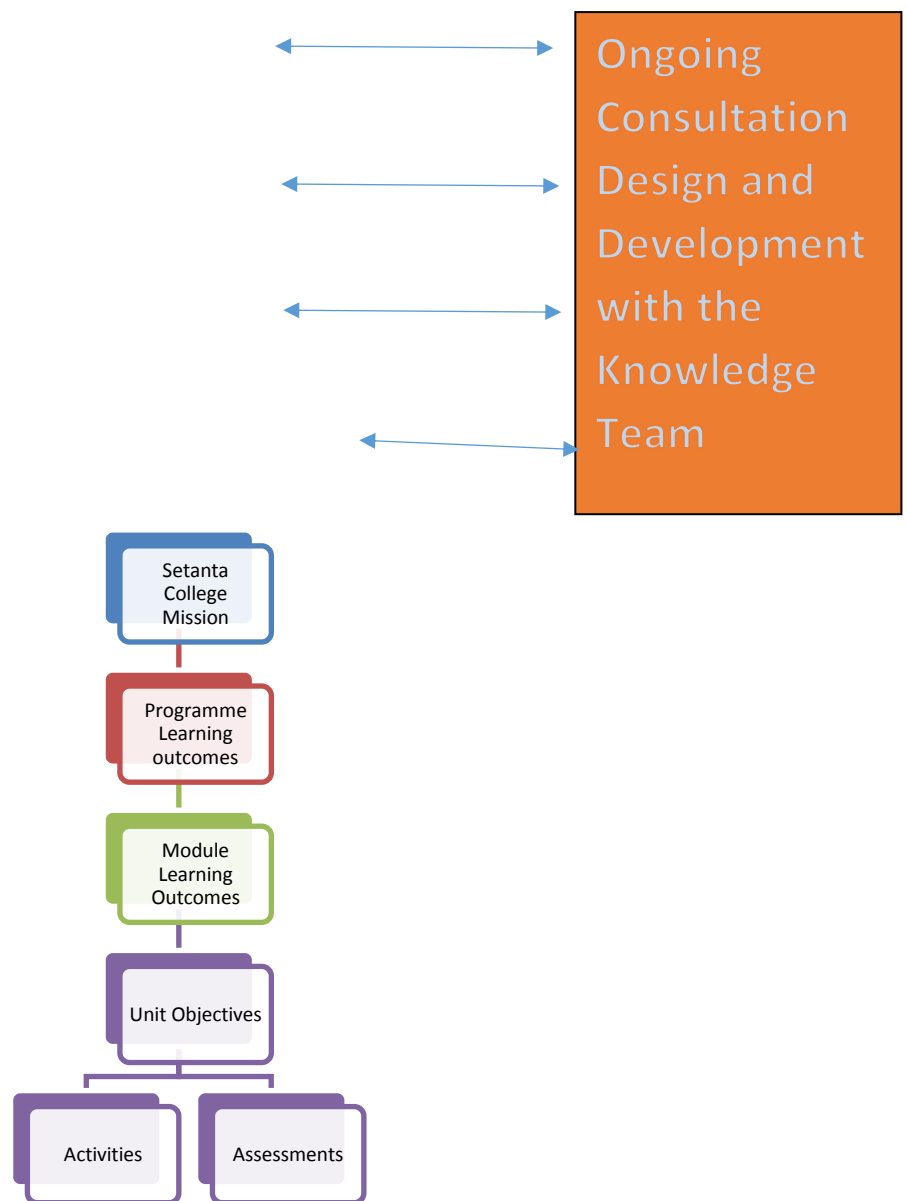 Ongoing
Consultation
Design and
Development
with the
Knowledge
Team
Setanta
College
Mission
Programme
Learning
outcomes
Module
Learning
Outcomes
Unit Objectives
Activities
Assessments